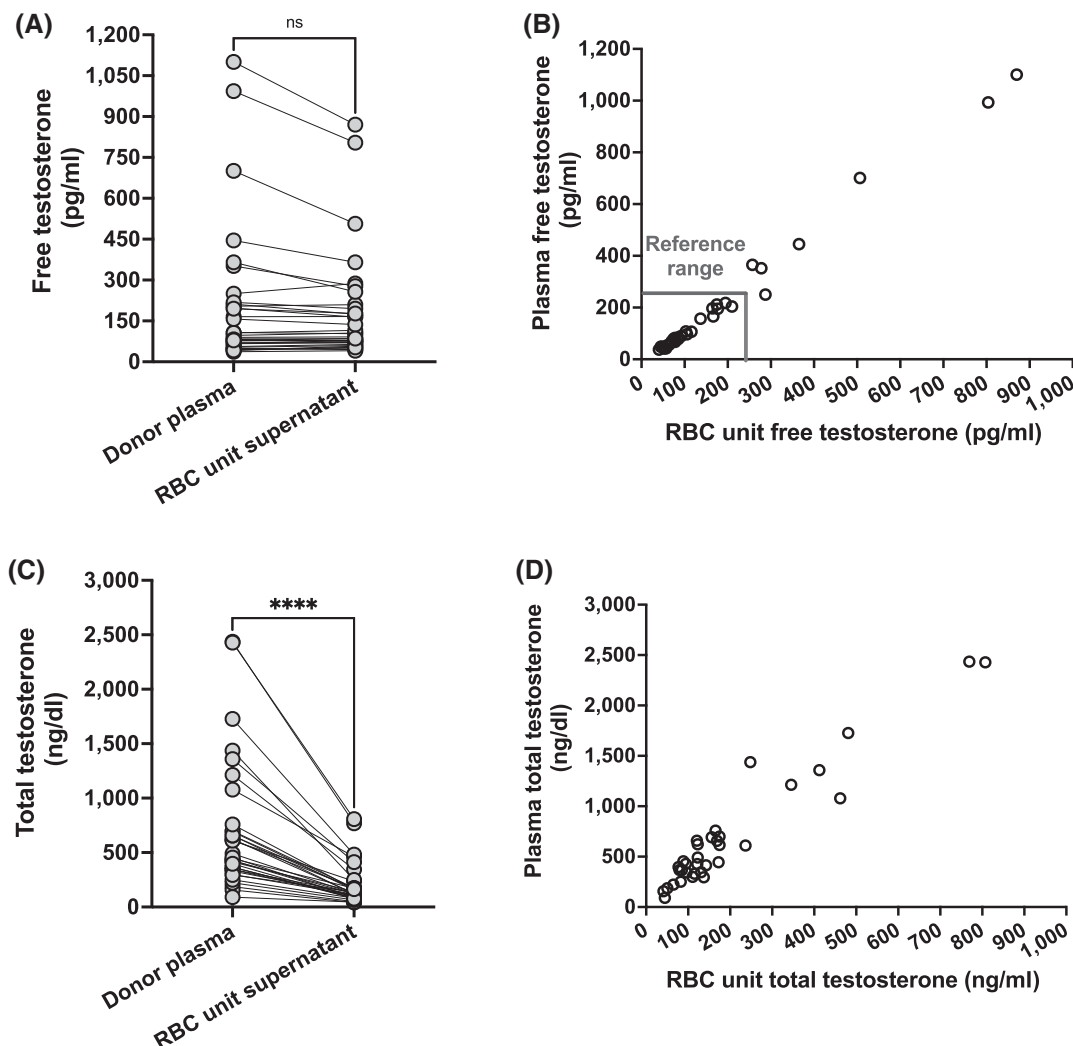 (A)
ns
1,200
1,050
900
750
600
450
300
150
0
Free testosterone
(pg/ml)
Donor plasma
RBC unit supernatant
(B)
1,200
1,000
800
600
400
200
0
Plasma free testosterone
(pg/ml)
Reference
range
0
100
200
300
400
500
600
700
800
900
1,000
RBC unit free testosterone (pg/ml)
(C)
****
3,000
2,500
2,000
1,500
1,000
500
0
Total testosterone
(ng/dl)
Donor plasma
RBC unit supernatant
(D)
3,000
2,500
2,000
1,500
1,000
500
0
Plasma total testosterone
(ng/dl)
0
100
200
300
400
500
600
700
800
900
1,000
RBC unit total testosterone (ng/ml)